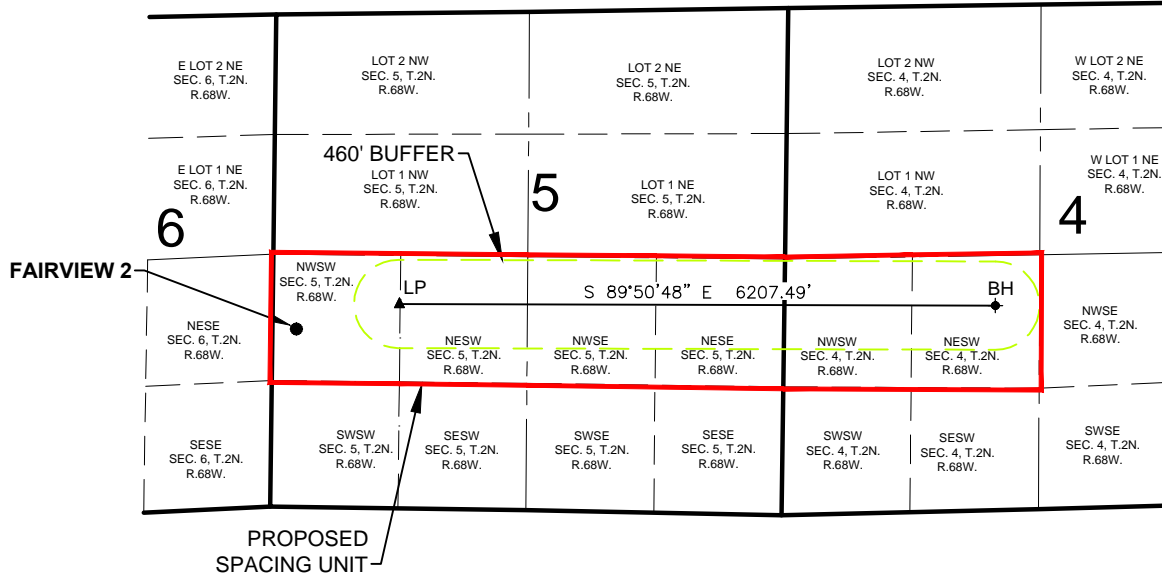 E LOT 2 NE
SEC. 6, T.2N.
R.68W.
LOT 2 NW
SEC. 5, T.2N.
R.68W.
LOT 2 NE
SEC. 5, T.2N.
R.68W.
LOT 2 NW
SEC. 4, T.2N.
R.68W.
W LOT 2 NE
SEC. 4, T.2N.
R.68W.
460' BUFFER
E LOT 1 NE
SEC. 6, T.2N.
R.68W.
LOT 1 NW
SEC. 5, T.2N.
R.68W.
5
LOT 1 NE
SEC. 5, T.2N.
R.68W.
LOT 1 NW
SEC. 4, T.2N.
R.68W.
W LOT 1 NE
SEC. 4, T.2N.
R.68W.
6
4
FAIRVIEW 2
NWSW
SEC. 5, T.2N.
R.68W.
LP
S 89°50'48" E 6207.49'
BH
NESE
SEC. 6, T.2N.
R.68W.
NESW
SEC. 5, T.2N.
R.68W.
NWSE
SEC. 5, T.2N.
R.68W.
NESE
SEC. 5, T.2N.
R.68W.
NWSW
SEC. 4, T.2N.
R.68W.
NESW
SEC. 4, T.2N.
R.68W.
NWSE
SEC. 4, T.2N.
R.68W.
SESE
SEC. 6, T.2N.
R.68W.
SWSW
SEC. 5, T.2N.
R.68W.
SESW
SEC. 5, T.2N.
R.68W.
SWSE
SEC. 5, T.2N.
R.68W.
SESE
SEC. 5, T.2N.
R.68W.
SWSW
SEC. 4, T.2N.
R.68W.
SESW
SEC. 4, T.2N.
R.68W.
SWSE
SEC. 4, T.2N.
R.68W.
PROPOSED
SPACING UNIT